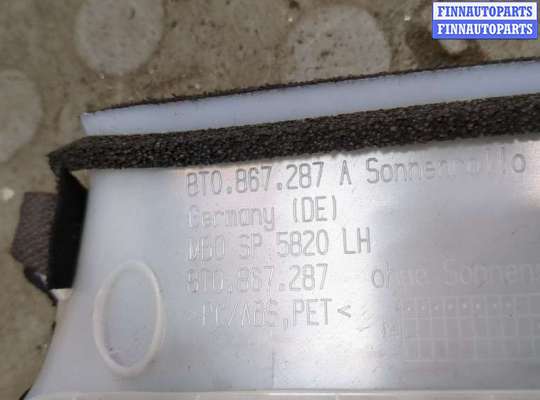 FINNAUTOPARTS
FINNAUTOPARTS
8T0.867.287 A Sonnenrollo
Germany (DE)
SP 5820 LH
8T0.867.287 ohne Sonnen
>PC/ABS,PET<